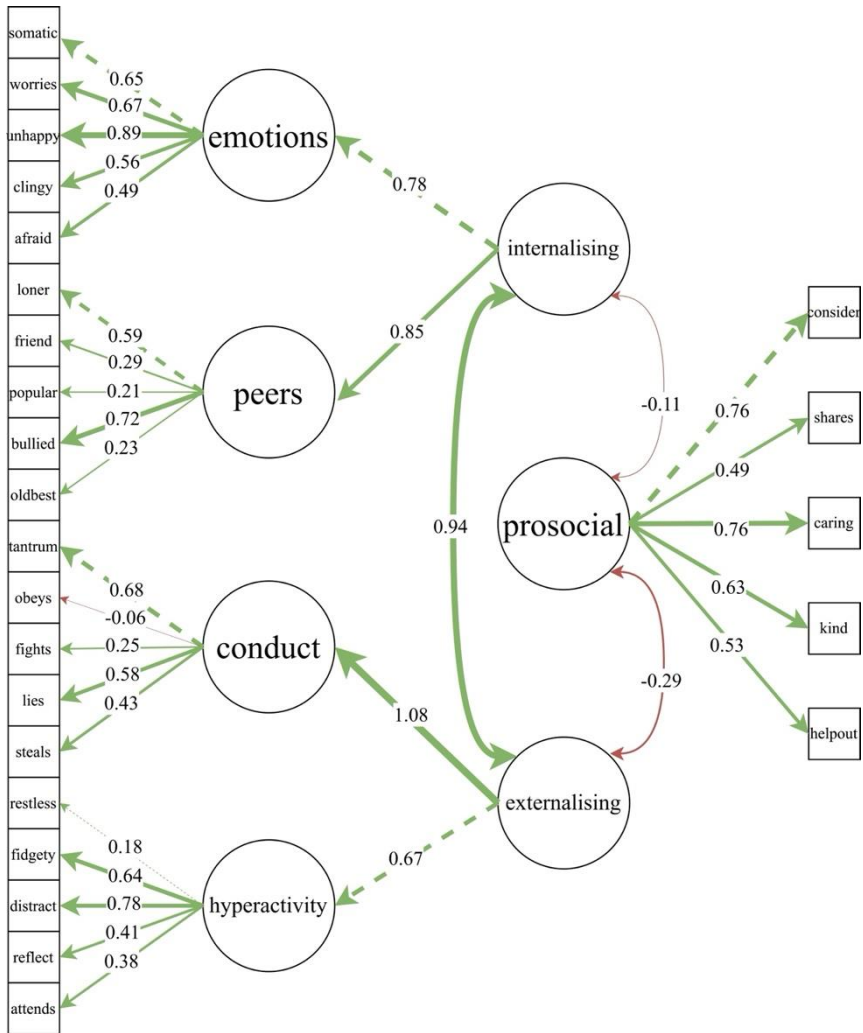 somatic
worries
unhappy
clingy
afraid
loner
friend
popular
bullied
oldbest
tantrum
obeys
fights
lies
steals
restless
fidgety
distract
reflect
attends
0.65
0.67
0.89
0.56
0.49
0.59
0.29
0.21
0.72
0.23
0.68
-0.06
0.25
0.58
0.43
0.18
0.64
0.78
0.41
0.38
emotions
peers
conduct
hyperactivity
0.78
0.85
0.94
1.08
0.67
internalising
prosocial
externalising
-0.11
-0.29
0.76
0.49
0.76
0.63
0.53
consider
shares
caring
kind
helpout